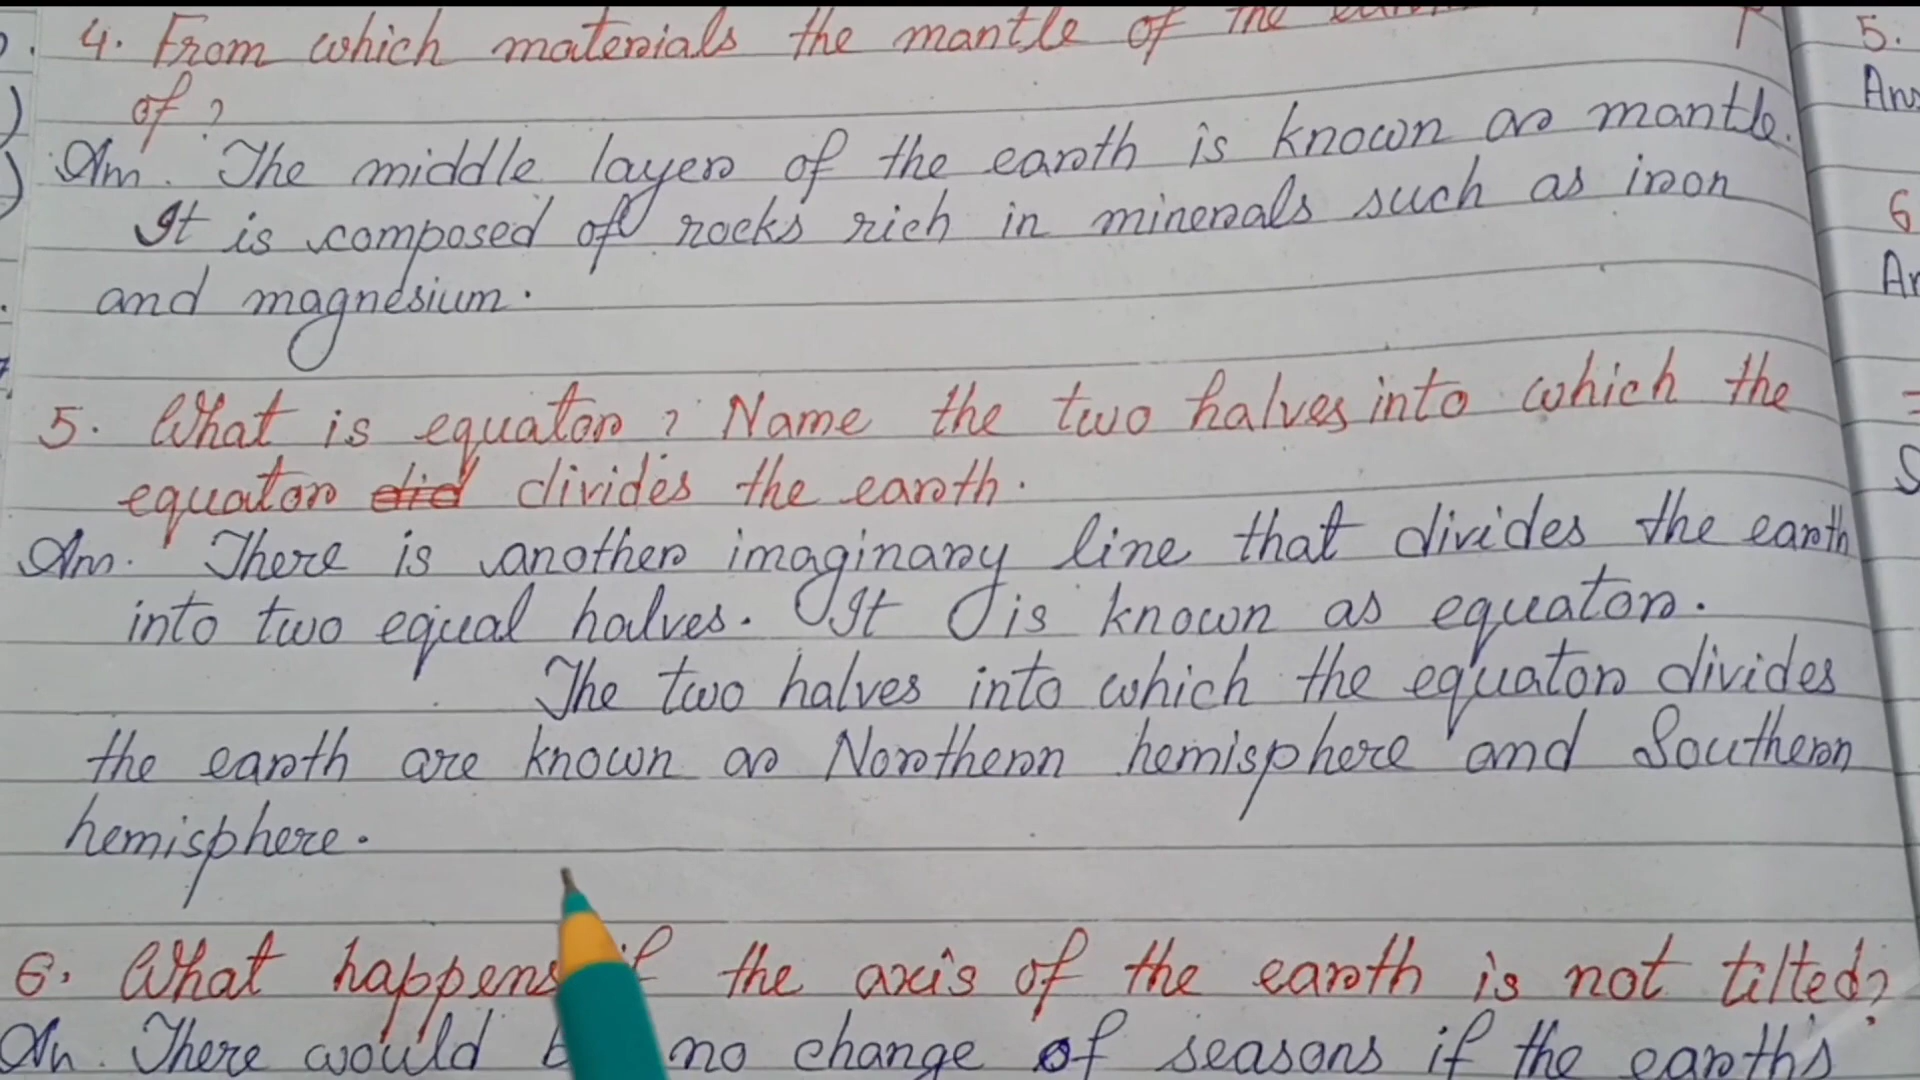 4. From which materials the mantle of the
of ?
Ans. The middle layer of the earth is known as mantle.
It is composed of rocks rich in minerals such as iron
and magnesium.
5. What is equator ? Name the two halves into which the
equator did divides the earth.
Ans. There is another imaginary line that divides the earth
into two equal halves. It is known as equator.
The two halves into which the equator divides
the earth are known as Northern hemisphere and Southern
hemisphere.
6. What happens if the axis of the earth is not tilted?
An. There would no change of seasons if the earths
5.
Ans
6